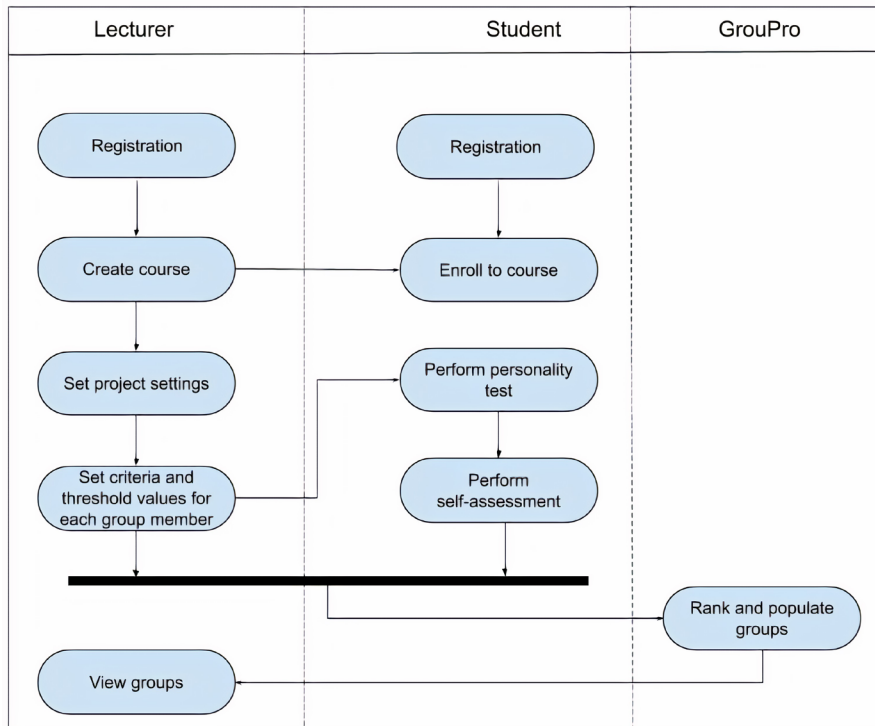 Lecturer
Student
GrouPro
Registration
Registration
Create course
Enroll to course
Set project settings
Perform personality
test
Set criteria and
threshold values for
each group member
Perform
self-assessment
Rank and populate
groups
View groups